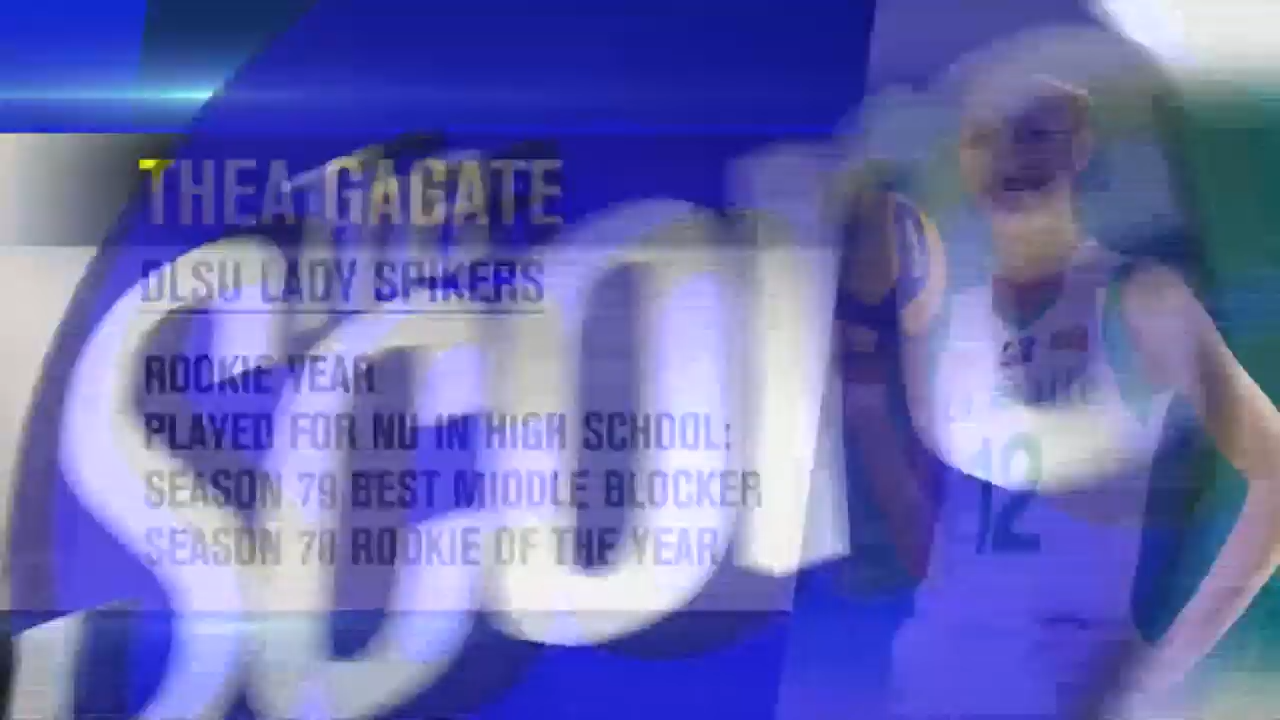 THEA GAGATE
DLSU LADY SPIKERS
ROOKIE YEAR
PLAYED FOR NU IN HIGH SCHOOL:
SEASON 79 BEST MIDDLE BLOCKER
SEASON 78 ROOKIE OF THE YEAR
12